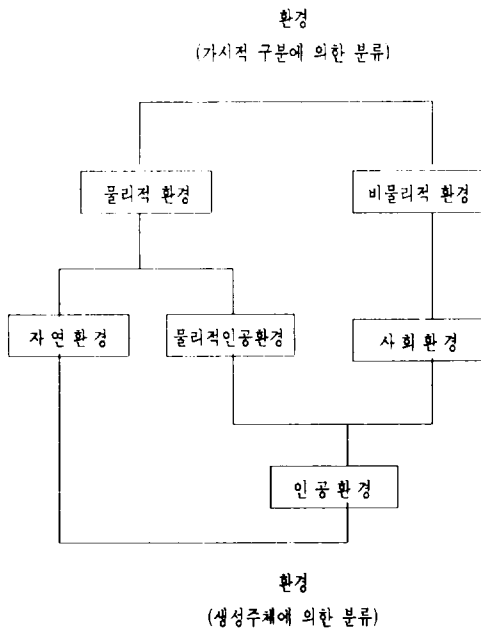 환경
(가시적 구분에 의한 분류)
물리적 환경
비물리적 환경
자연환경
물리적인공환경
사회환경
인공환경
환경
(생성주체에 의한 분류)